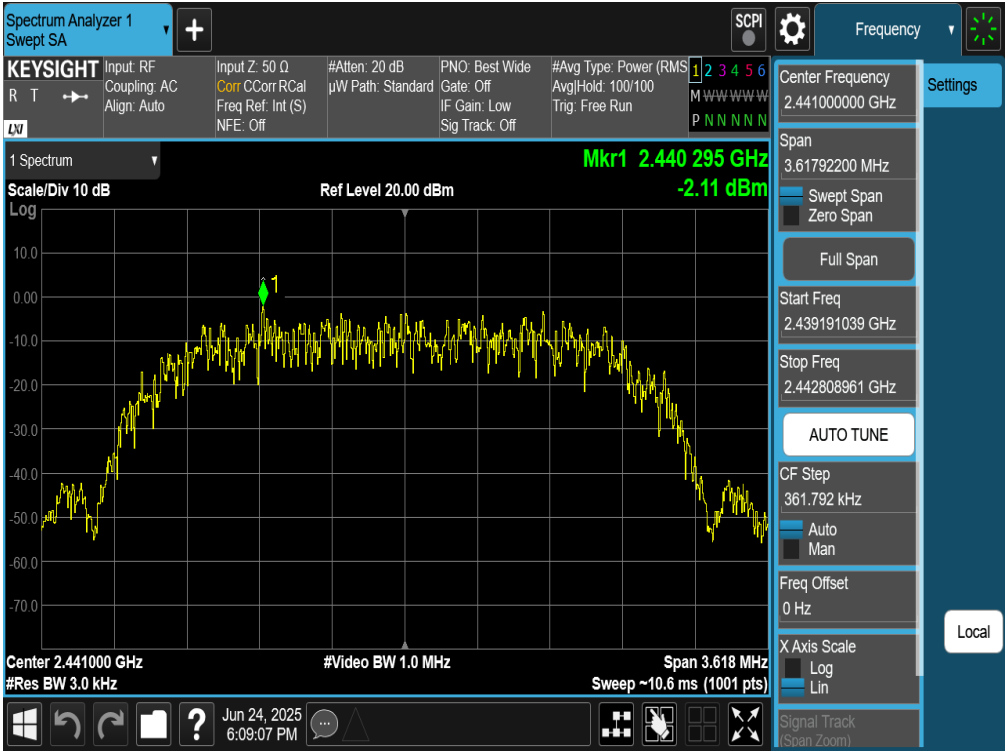 Spectrum Analyzer 1
Swept SA
+
SCPI
Frequency
KEYSIGHT
R T
LXI
Input: RF
Coupling: AC
Align: Auto
Input Z: 50 Ω
Corr CCorr RCal
Freq Ref: Int (S)
NFE: Off
#Atten: 20 dB
µW Path: Standard
PNO: Best Wide
Gate: Off
IF Gain: Low
Sig Track: Off
#Avg Type: Power (RMS
Avg|Hold: 100/100
Trig: Free Run
1 2 3 4 5 6
M W W W W W W
P N N N N N N
1 Spectrum
Mkr1 2.440 295 GHz
Scale/Div 10 dB
Ref Level 20.00 dBm
-2.11 dBm
Log
1
10.0
0.00
-10.0
-20.0
-30.0
-40.0
-50.0
-60.0
-70.0
Center 2.441000 GHz
#Video BW 1.0 MHz
Span 3.618 MHz
#Res BW 3.0 kHz
Sweep ~10.6 ms (1001 pts)
Center Frequency
2.441000000 GHz
Settings
Span
3.61792200 MHz
Swept Span
Zero Span
Full Span
Start Freq
2.439191039 GHz
Stop Freq
2.442808961 GHz
AUTO TUNE
CF Step
361.792 kHz
Auto
Man
Freq Offset
0 Hz
Local
X Axis Scale
Log
Lin
Signal Track
(Span Zoom)
?
Jun 24, 2025
6:09:07 PM